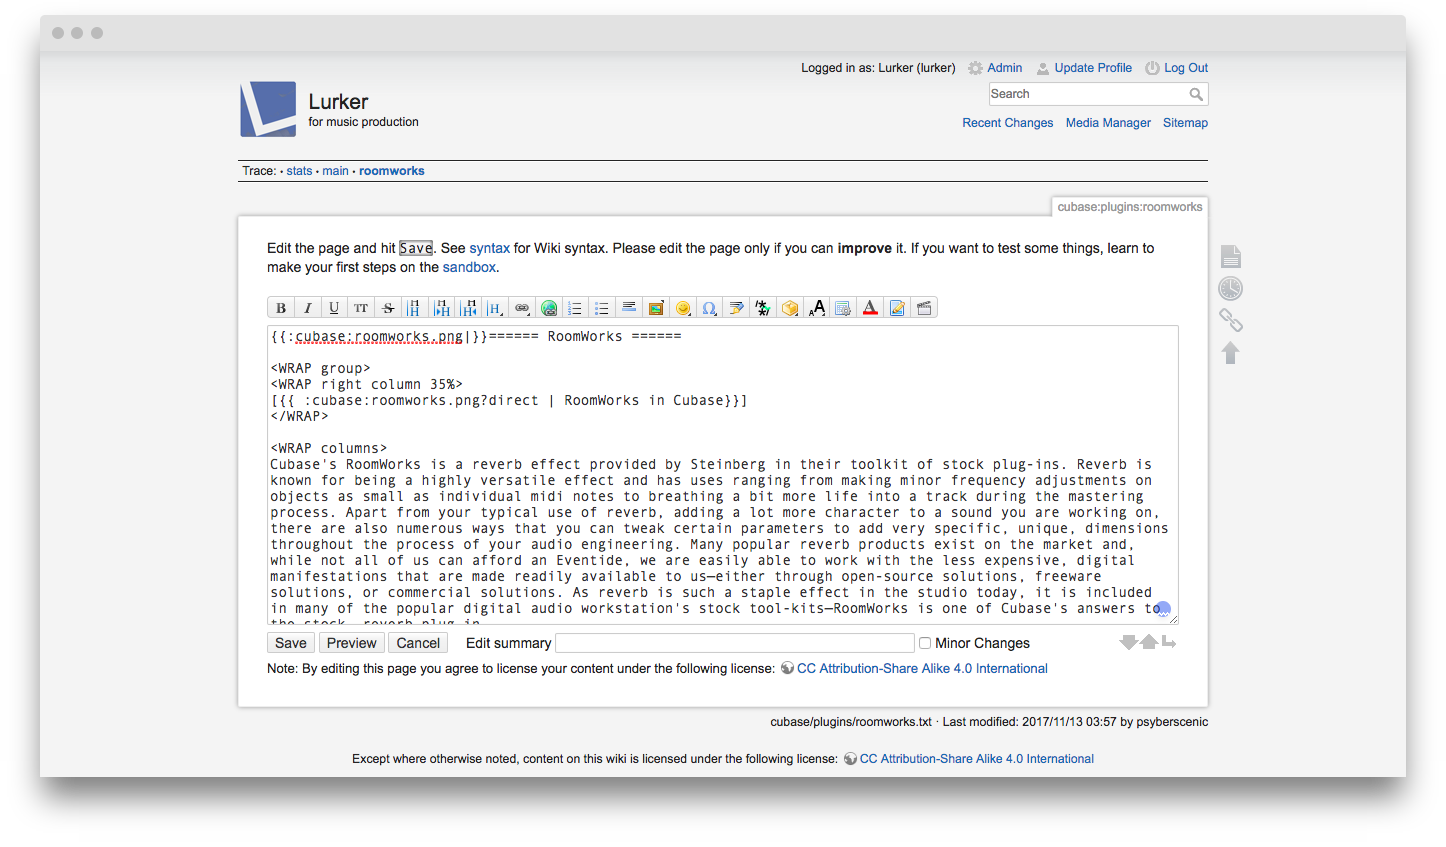 Logged in as: Lurker (lurker) Admin Update Profile Log Out
Lurker
for music production
Search
Recent Changes Media Manager Sitemap
Trace: • stats • main • roomworks
cubase:plugins:roomworks
Edit the page and hit Save. See syntax for Wiki syntax. Please edit the page only if you can improve it. If you want to test some things, learn to
make your first steps on the sandbox.
B I U TT S
{{:cubase:roomworks.png|}}====== RoomWorks ======
<WRAP group>
<WRAP right column 35%>
[{{ :cubase:roomworks.png?direct | RoomWorks in Cubase}}]
</WRAP>
<WRAP columns>
Cubase's RoomWorks is a reverb effect provided by Steinberg in their toolkit of stock plug-ins. Reverb is
known for being a highly versatile effect and has uses ranging from making minor frequency adjustments on
objects as small as individual midi notes to breathing a bit more life into a track during the mastering
process. Apart from your typical use of reverb, adding a lot more character to a sound you are working on,
there are also numerous ways that you can tweak certain parameters to add very specific, unique, dimensions
throughout the process of your audio engineering. Many popular reverb products exist on the market and,
while not all of us can afford an Eventide, we are easily able to work with the less expensive, digital
manifestations that are made readily available to us—either through open-source solutions, freeware
solutions, or commercial solutions. As reverb is such a staple effect in the studio today, it is included
in many of the popular digital audio workstation's stock tool-kits—RoomWorks is one of Cubase's answers to
the stock, reverb plug-in
Save Preview Cancel Edit summary Minor Changes
Note: By editing this page you agree to license your content under the following license: CC Attribution-Share Alike 4.0 International
cubase/plugins/roomworks.txt · Last modified: 2017/11/13 03:57 by psyberscenic
Except where otherwise noted, content on this wiki is licensed under the following license: CC Attribution-Share Alike 4.0 International